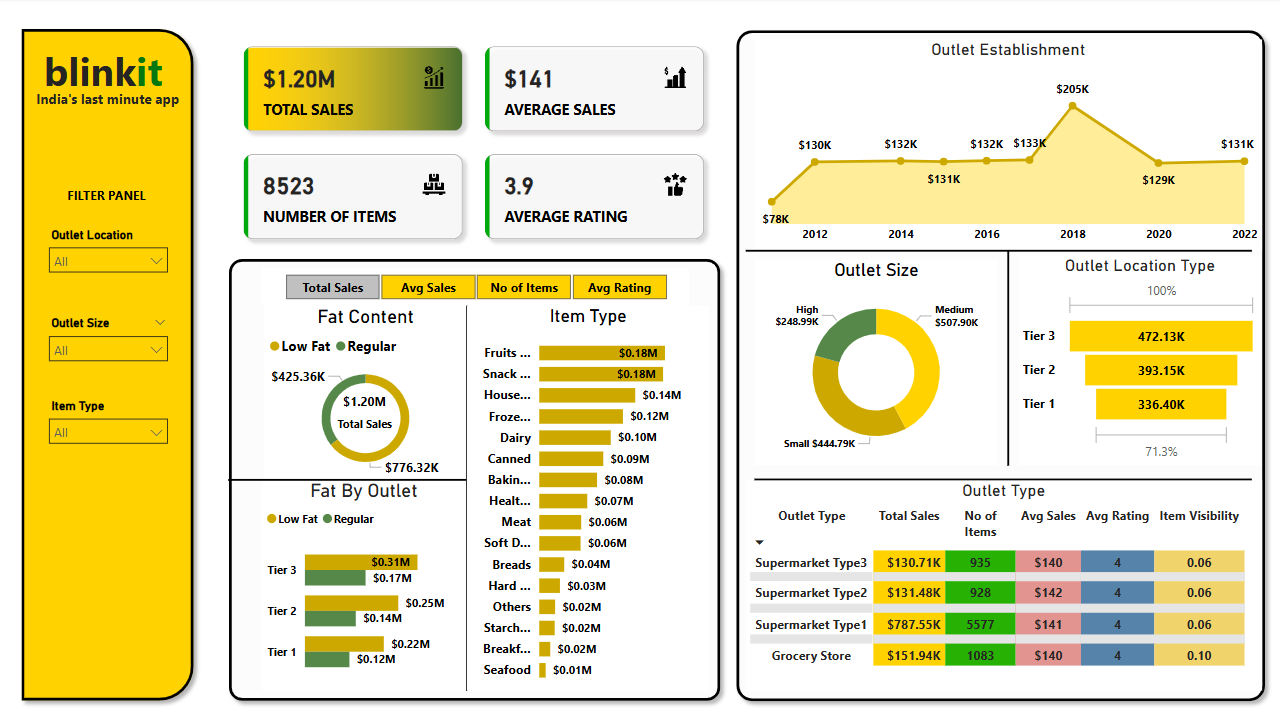 blinkit
India's last minute app
FILTER PANEL
Outlet Location
All
Outlet Size
All
Item Type
All
$1.20M
TOTAL SALES
$141
AVERAGE SALES
8523
NUMBER OF ITEMS
3.9
AVERAGE RATING
Total Sales
Avg Sales
No of Items
Avg Rating
Fat Content
Low Fat Regular
$425.36K
$1.20M
Total Sales
$776.32K
Fat By Outlet
Low Fat Regular
Tier 3 $0.31M
$0.17M
Tier 2 $0.25M
$0.14M
Tier 1 $0.22M
$0.12M
Item Type
Fruits ... $0.18M
Snack ... $0.18M
House... $0.14M
Froze... $0.12M
Dairy $0.10M
Canned $0.09M
Bakin... $0.08M
Healt... $0.07M
Meat $0.06M
Soft D... $0.06M
Breads $0.04M
Hard ... $0.03M
Others $0.02M
Starch... $0.02M
Breakf... $0.02M
Seafood $0.01M
Outlet Establishment
$205K
$130K $132K $132K $133K $131K
$131K $129K
$78K
2012 2014 2016 2018 2020 2022
Outlet Size
High
$248.99K
Medium
$507.90K
Small $444.79K
Outlet Location Type
100%
Tier 3 472.13K
Tier 2 393.15K
Tier 1 336.40K
71.3%
Outlet Type
Outlet Type Total Sales No of Items Avg Sales Avg Rating Item Visibility
Supermarket Type3 $130.71K 935 $140 4 0.06
Supermarket Type2 $131.48K 928 $142 4 0.06
Supermarket Type1 $787.55K 5577 $141 4 0.06
Grocery Store $151.94K 1083 $140 4 0.10